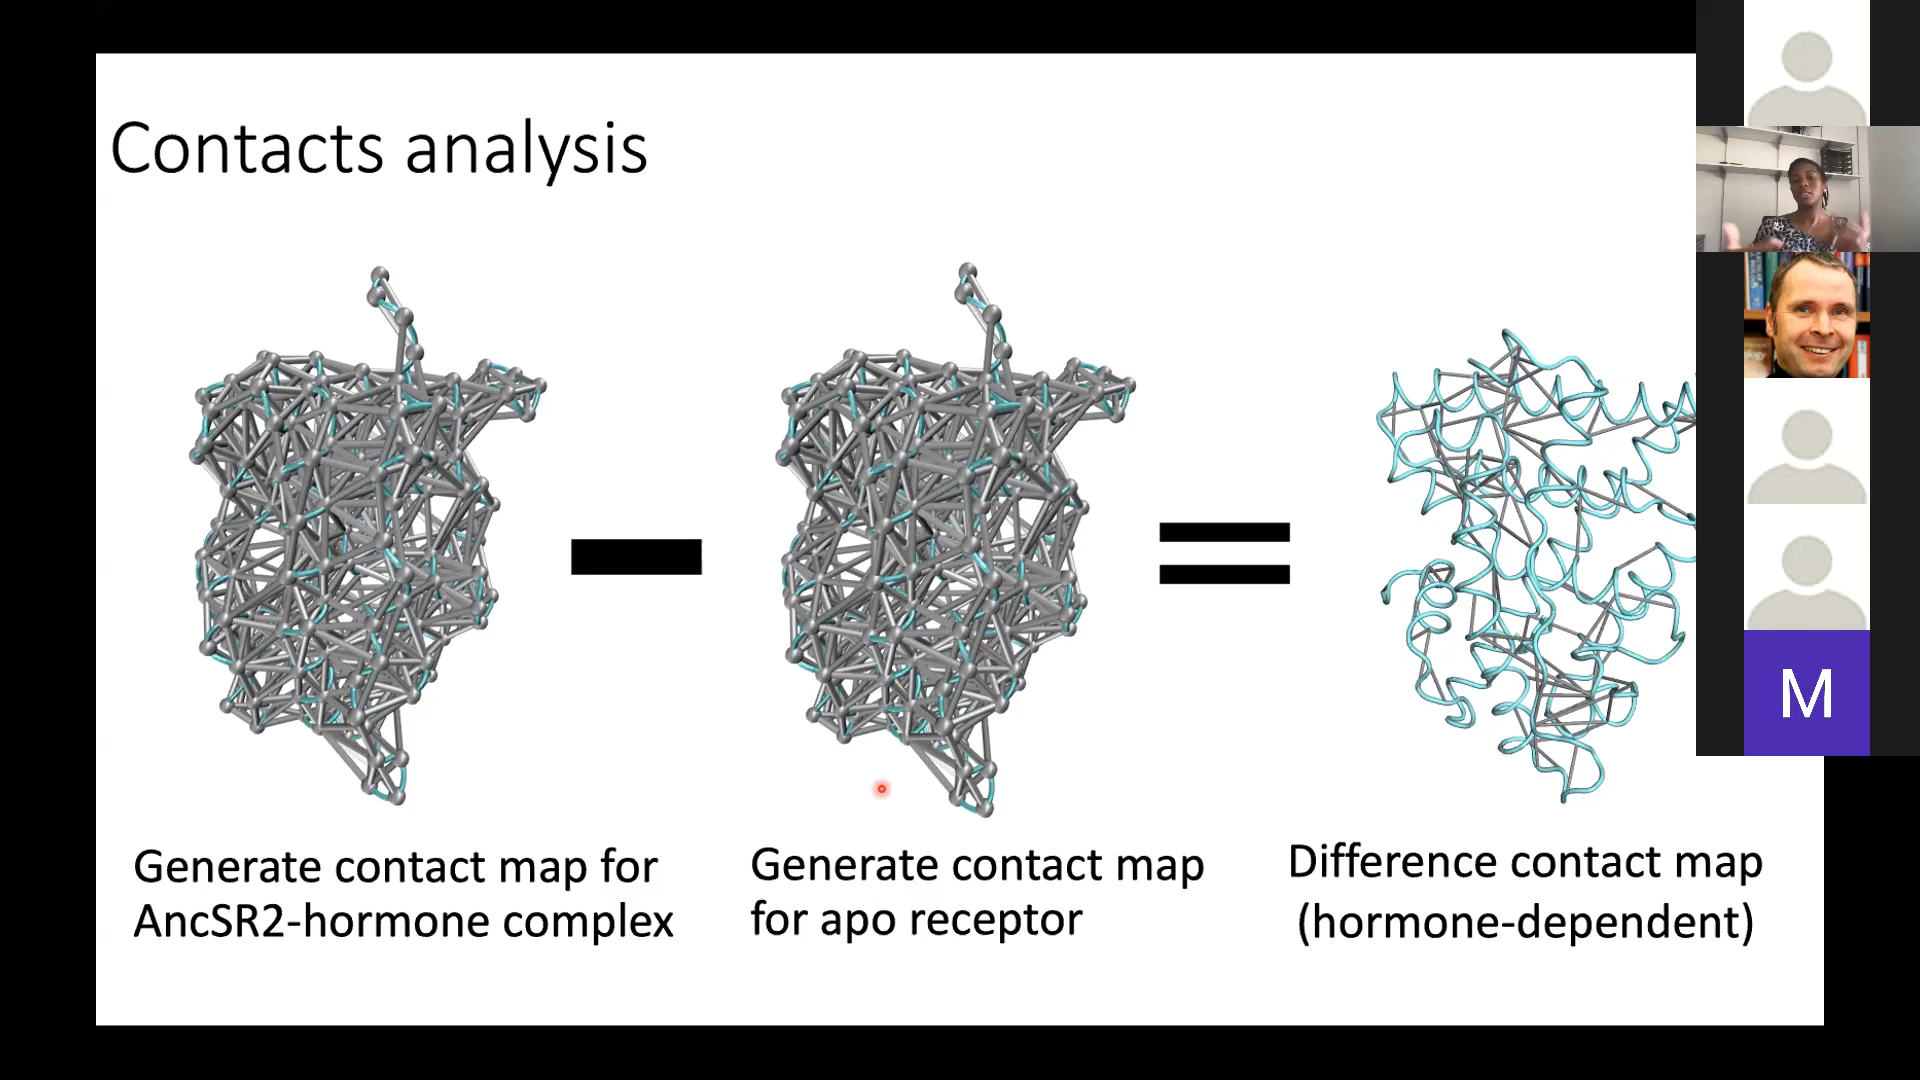 Contacts analysis
Generate contact map for
AncSR2-hormone complex
Generate contact map
for apo receptor
Difference contact map
(hormone-dependent)
M